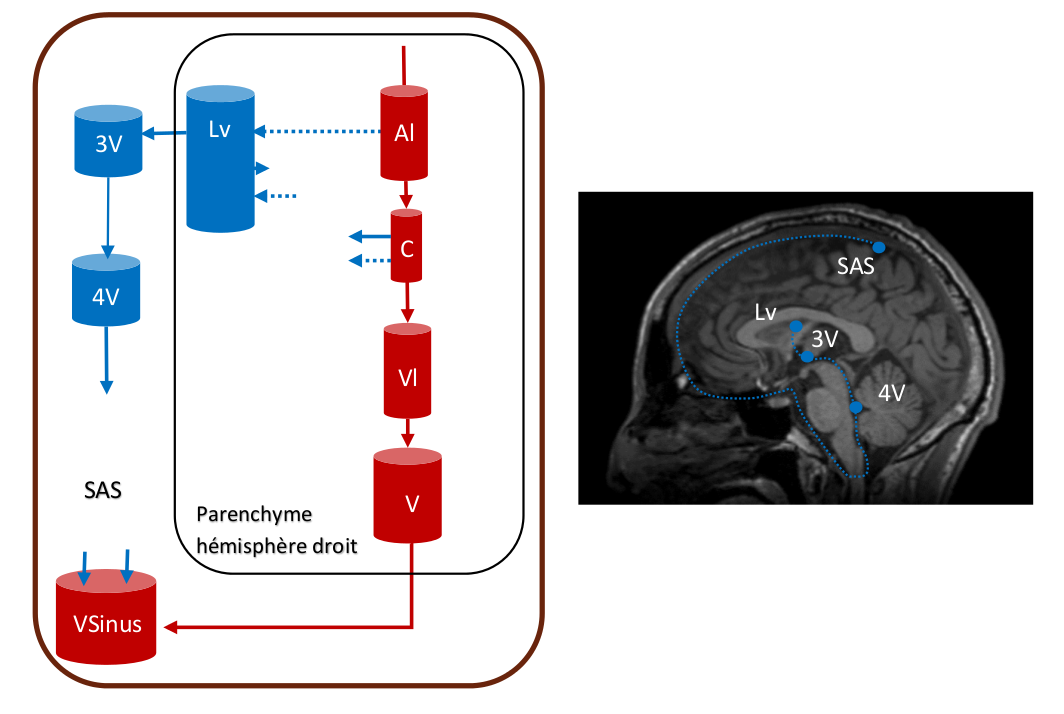 Lv
Al
3V
C
4V
Vl
SAS
V
Parenchyme
hémisphère droit
VSinus
SAS
Lv
3V
4V